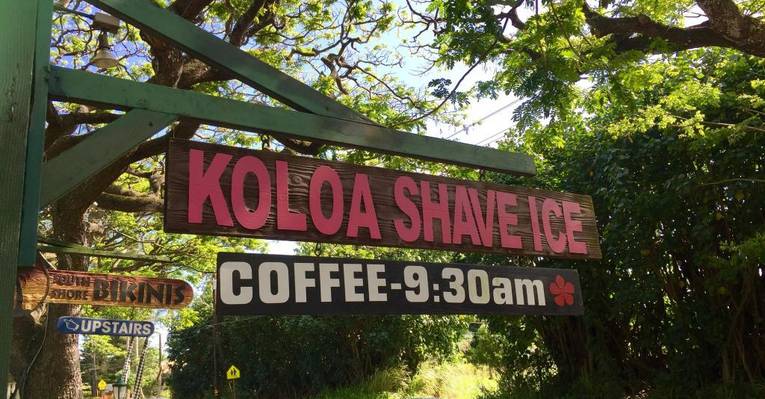 KOLOA SHAVE ICE
COFFEE-9:30am
SOUTH
SHORE BIKINIS
UPSTAIRS